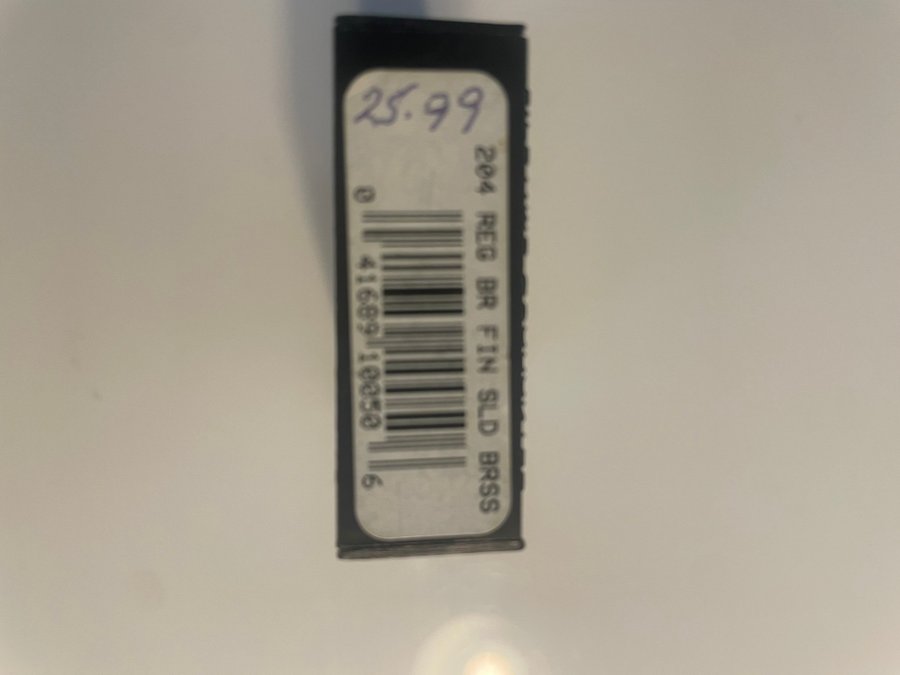 25.99
204 REG BR FIN SLD BRSS
0 41689 10050 6